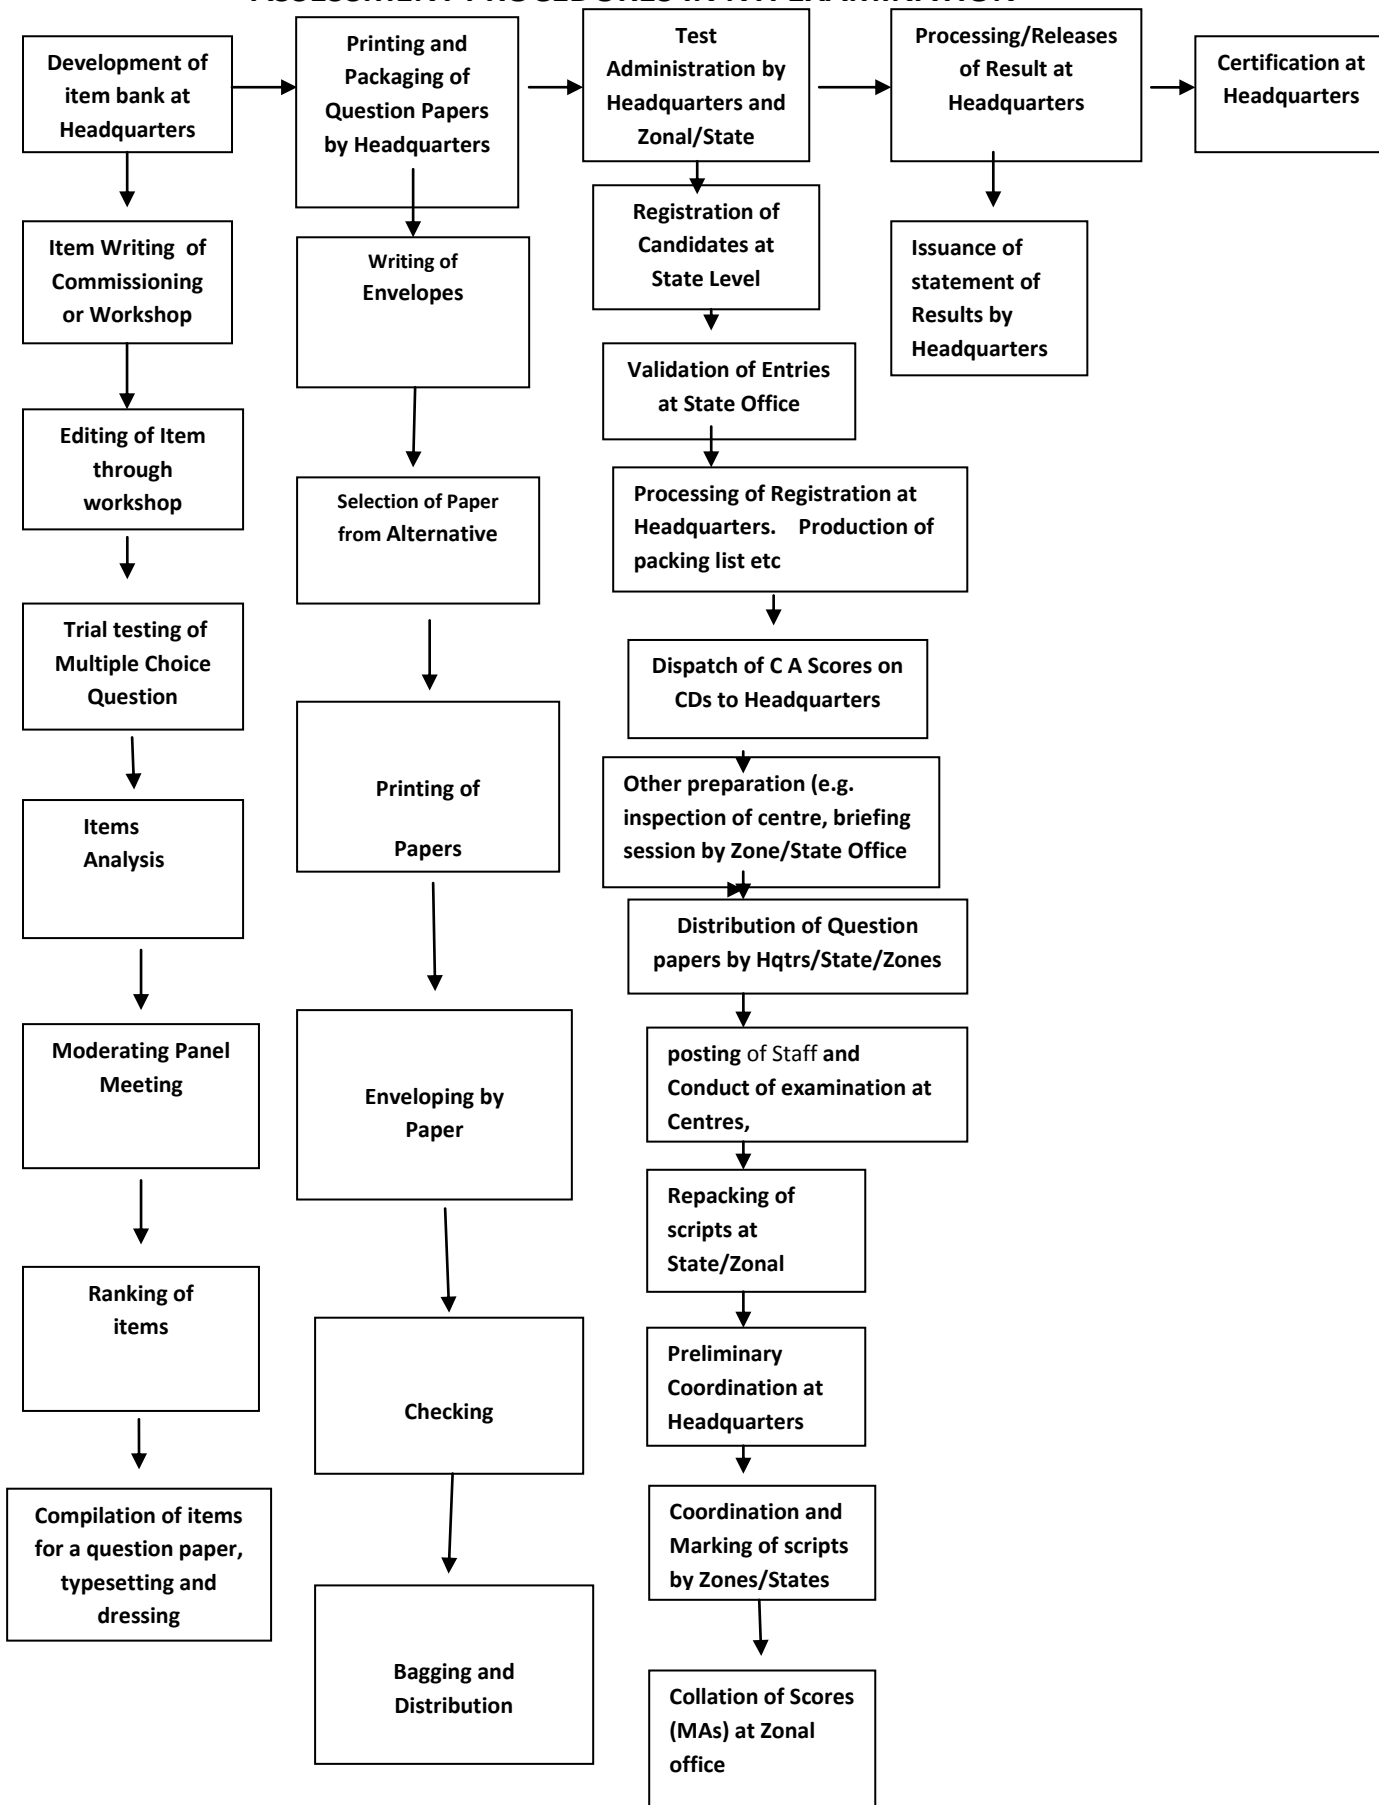 ASSESSMENT PROCEDURES IN EXAMINATION
Development of
item bank at
Headquarters
Item Writing of
Commissioning
or Workshop
Editing of Item
through
workshop
Trial testing of
Multiple Choice
Question
Items
Analysis
Moderating Panel
Meeting
Ranking of
items
Compilation of items
for a question paper,
typesetting and
dressing
Printing and
Packaging of
Question Papers
by Headquarters
Writing of
Envelopes
Selection of Paper
from Alternative
Printing of
Papers
Enveloping by
Paper
Checking
Bagging and
Distribution
Test
Administration by
Headquarters and
Zonal/State
Registration of
Candidates at
State Level
Validation of Entries
at State Office
Processing of Registration at
Headquarters. Production of
packing list etc
Dispatch of C A Scores on
CDs to Headquarters
Other preparation (e.g.
inspection of centre, briefing
session by Zone/State Office
Distribution of Question
papers by Hqtrs/State/Zones
posting of Staff and
Conduct of examination at
Centres,
Repacking of
scripts at
State/Zonal
Preliminary
Coordination at
Headquarters
Coordination and
Marking of scripts
by Zones/States
Collation of Scores
(MAs) at Zonal
office
Processing/Releases
of Result at
Headquarters
Issuance of
statement of
Results by
Headquarters
Certification at
Headquarters